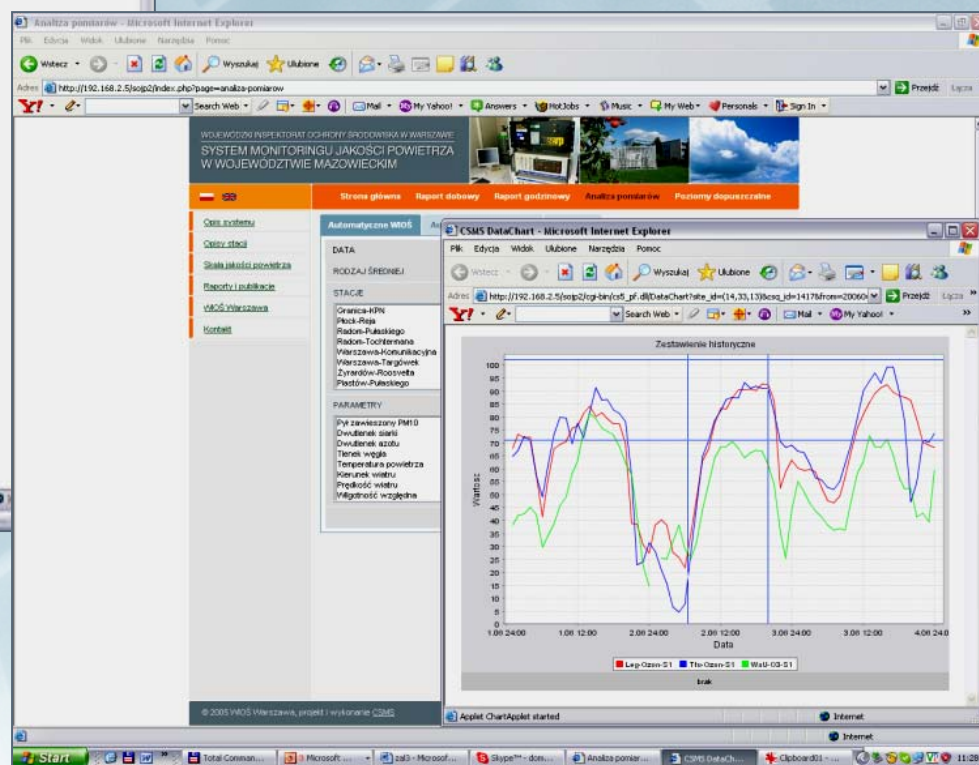 Analiza pomiarów - Microsoft Internet Explorer
Plik Edycja Widok Ulubione Narzędzia Pomoc
Wstecz Wyszukaj Ulubione
Adres http://192.168.2.5/sojp2/index.php?page=analiza-pomiarow Przejdź Łącza
Y! Search Web Mail My Yahoo! Answers HotJobs Music My Web Personals Sign In
WOJEWÓDZKI INSPEKTORAT OCHRONY ŚRODOWISKA W WARSZAWIE
SYSTEM MONITORINGU JAKOŚCI POWIETRZA
W WOJEWÓDZTWIE MAZOWIECKIM
Strona główna Raport dobowy Raport godzinowy Analiza pomiarów Poziomy dopuszczalne
Opis systemu
Opisy stacji
Skala jakości powietrza
Raporty i publikacje
WIOŚ Warszawa
Kontakt
Automatyczne WIOŚ
DATA
RODZAJ ŚREDNIEJ
STACJE
Granica-KPN
Płock-Reja
Radom-Pułaskiego
Radom-Tochtermana
Warszawa-Komunikacyjna
Warszawa-Targówek
Żyrardów-Roosvelta
Piastów-Pułaskiego
PARAMETRY
Pył zawieszony PM10
Dwutlenek siarki
Dwutlenek azotu
Tlenek węgla
Temperatura powietrza
Kierunek wiatru
Prędkość wiatru
Wilgotność względna
© 2005 WIOŚ Warszawa, projekt i wykonanie CSMS
CSMS DataChart - Microsoft Internet Explorer
Plik Edycja Widok Ulubione Narzędzia Pomoc
Wstecz Wyszukaj Ulubione
Adres Przejdź Łącza
Y! Search Web Mail My Yahoo!
Zestawienie historyczne
100
95
90
85
80
75
70
65
60
55
50
45
40
35
30
25
20
15
10
5
0
Wartość
1.06 24:00 1.06 12:00 2.06 24:00 2.06 12:00 3.06 24:00 3.06 12:00 4.06 24:0
Data
Leg-Ozon-S1 Tlu-Ozon-S1 WaU-O3-S1
brak
Applet ChartApplet started Internet
Internet
Start Total Comman... 3 Microsoft ... zal3 - Microsof... Skype™ - dom... Analiza pomiar... CSMS DataCh... Clipboard01 - ...